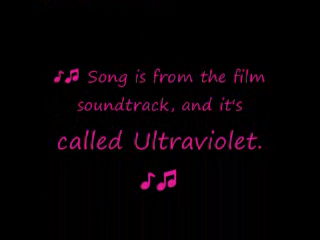 ♪♫ Song is from the film
soundtrack, and it's
called Ultraviolet.
♪♫